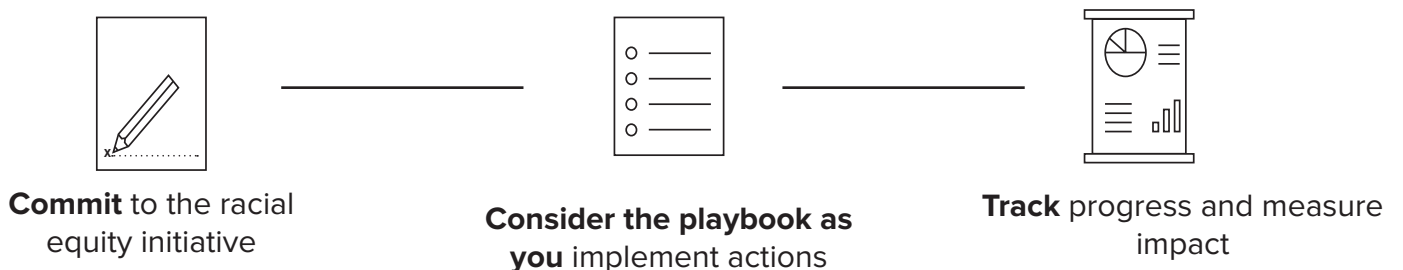 x
Commit to the racial
equity initiative
Consider the playbook as
you implement actions
Track progress and measure
impact